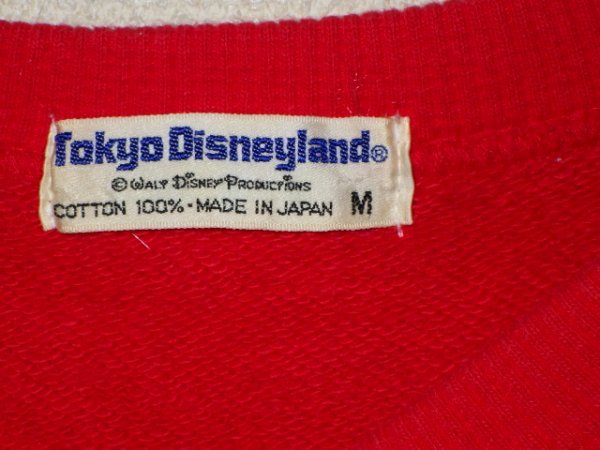 Tokyo Disneyland®
© WALT DISNEY PRODUCTIONS
COTTON 100% · MADE IN JAPAN M